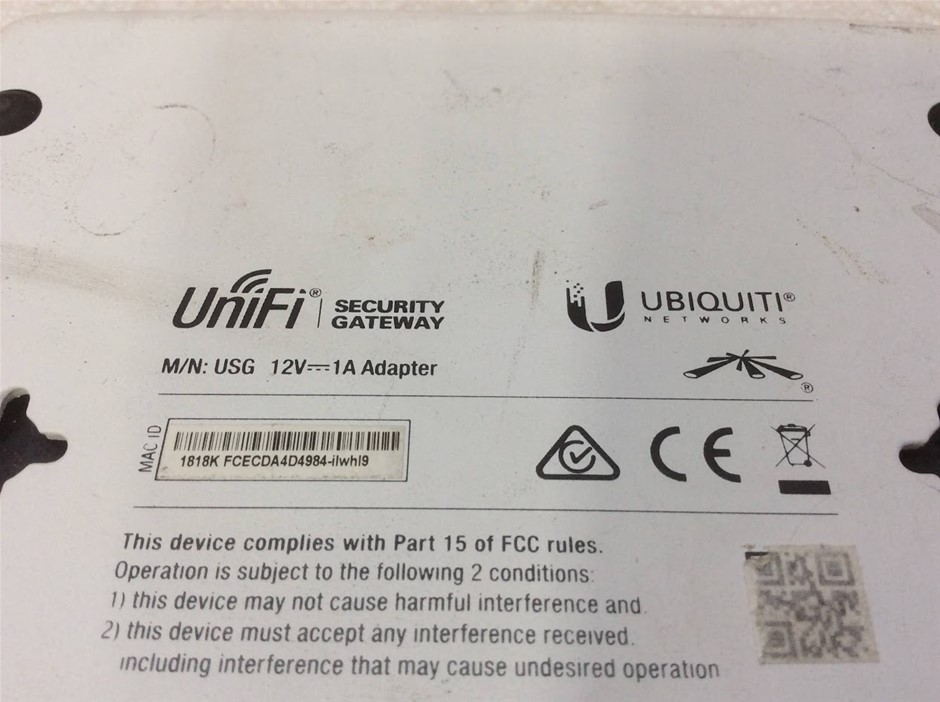 UniFi® SECURITY GATEWAY
UBIQUITI®
NETWORKS
M/N: USG 12V⎓1A Adapter
®
MAC ID
1818K FCECDA4D4984-iIwhI9
CE
This device complies with Part 15 of FCC rules.
Operation is subject to the following 2 conditions:
1) this device may not cause harmful interference and
2) this device must accept any interference received.
including interference that may cause undesired operation